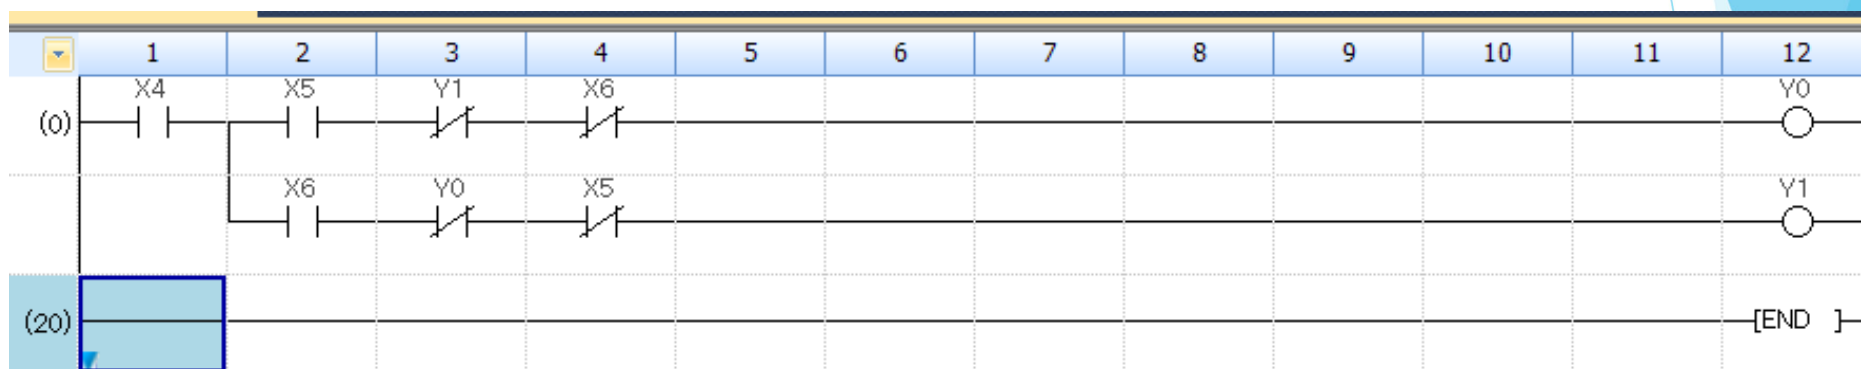 1 2 3 4 5 6 7 8 9 10 11 12
X4 X5 Y1 X6 Y0
(0)
X6 Y0 X5 Y1
(20) [END ]